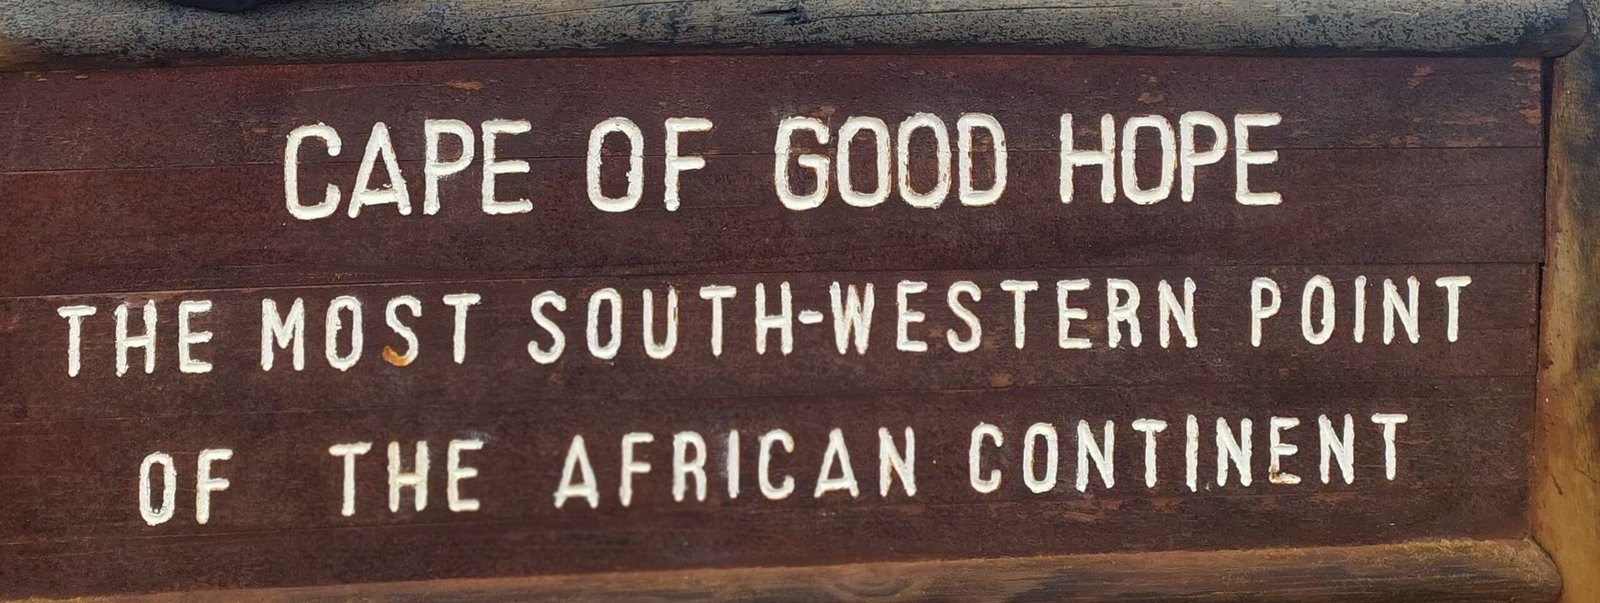 CAPE OF GOOD HOPE
THE MOST SOUTH-WESTERN POINT
OF THE AFRICAN CONTINENT